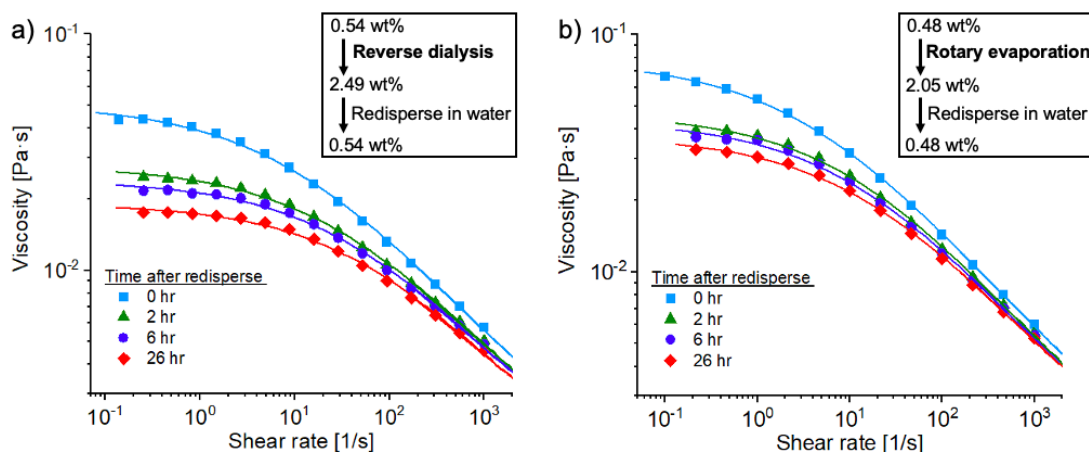 a)
10⁻¹
10⁻²
Viscosity [Pa·s]
0.54 wt%
Reverse dialysis
2.49 wt%
Redisperse in water
0.54 wt%
Time after redisperse
0 hr
2 hr
6 hr
26 hr
10⁻¹ 10⁰ 10¹ 10² 10³
Shear rate [1/s]
b)
10⁻¹
10⁻²
Viscosity [Pa·s]
0.48 wt%
Rotary evaporation
2.05 wt%
Redisperse in water
0.48 wt%
Time after redisperse
0 hr
2 hr
6 hr
26 hr
10⁻¹ 10⁰ 10¹ 10² 10³
Shear rate [1/s]